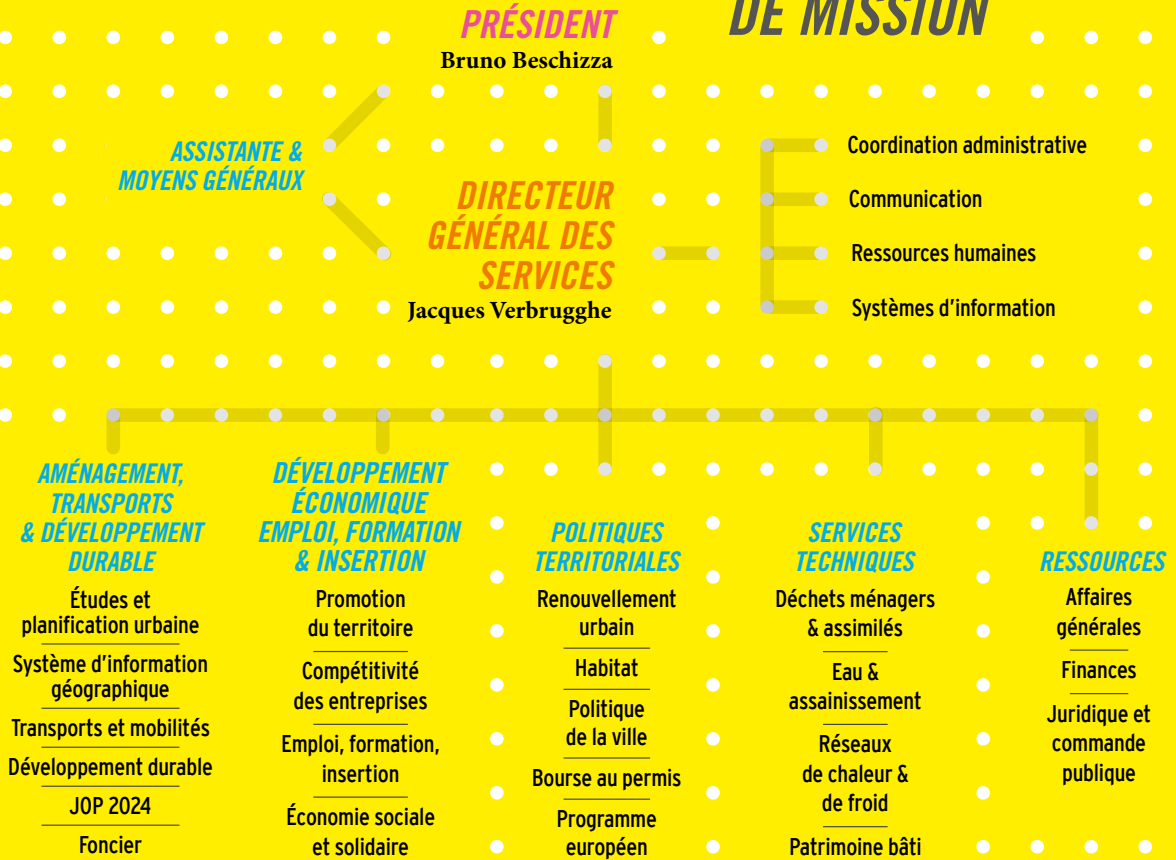 DE MISSION
PRÉSIDENT
Bruno Beschizza
ASSISTANTE &
MOYENS GÉNÉRAUX
DIRECTEUR
GÉNÉRAL DES
SERVICES
Jacques Verbrugghe
Coordination administrative
Communication
Ressources humaines
Systèmes d'information
AMÉNAGEMENT,
TRANSPORTS
& DÉVELOPPEMENT
DURABLE
Études et
planification urbaine
Système d'information
géographique
Transports et mobilités
Développement durable
JOP 2024
Foncier
DÉVELOPPEMENT
ÉCONOMIQUE
EMPLOI, FORMATION
& INSERTION
Promotion
du territoire
Compétitivité
des entreprises
Emploi, formation,
insertion
Économie sociale
et solidaire
POLITIQUES
TERRITORIALES
Renouvellement
urbain
Habitat
Politique
de la ville
Bourse au permis
Programme
européen
SERVICES
TECHNIQUES
Déchets ménagers
& assimilés
Eau &
assainissement
Réseaux
de chaleur &
de froid
Patrimoine bâti
RESSOURCES
Affaires
générales
Finances
Juridique et
commande
publique